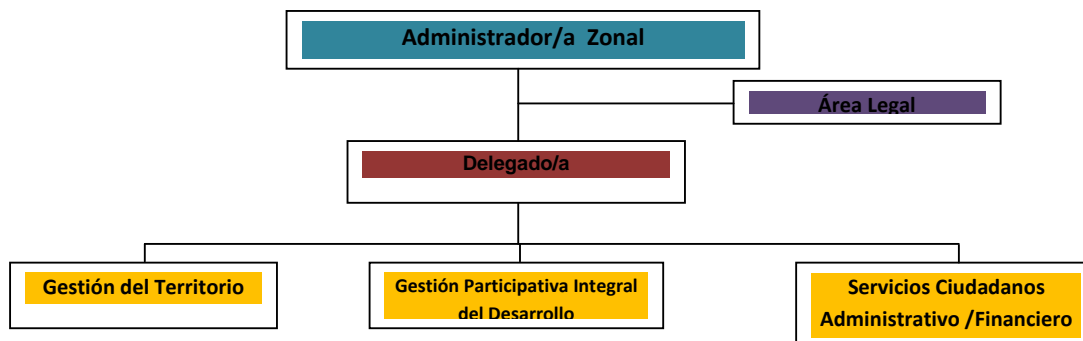 Administrador/a Zonal
Área Legal
Delegado/a
Gestión del Territorio
Gestión Participativa Integral
del Desarrollo
Servicios Ciudadanos
Administrativo /Financiero